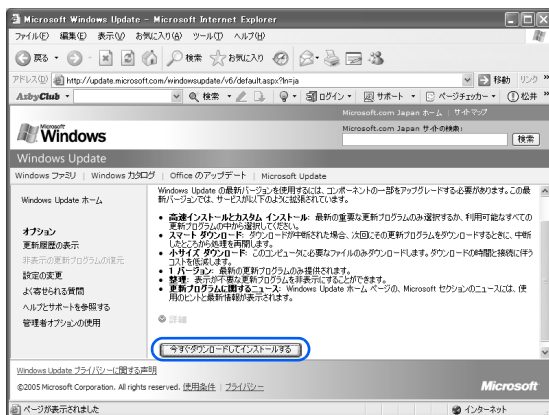 Microsoft Windows Update - Microsoft Internet Explorer
ファイル(F) 編集(E) 表示(V) お気に入り(A) ツール(T) ヘルプ(H)
戻る 検索 お気に入り
アドレス(D) http://update.microsoft.com/windowsupdate/v6/default.aspx?ln=ja 移動 リンク »
AzbyClub 検索 ログイン サポート ページチェッカー 松井 »
Microsoft.com Japan ホーム | サイトマップ
Microsoft Windows
Microsoft.com Japan サイトの検索:
検索
Windows Update
Windows ファミリ | Windows カタログ | Office のアップデート | Microsoft Update
Windows Update ホーム
オプション
更新履歴の表示
非表示の更新プログラムの復元
設定の変更
よく寄せられる質問
ヘルプとサポートを参照する
管理者オプションの使用
Windows Update の最新バージョンを使用するには、コンポーネントの一部をアップグレードする必要があります。この最
新バージョンでは、サービスが以下のように拡張されています。
• 高速インストールとカスタム インストール: 最新の重要な更新プログラムのみ選択するか、利用可能なすべての
更新プログラムの中から選択してください。
• スマート ダウンロード: ダウンロードが中断された場合、次回にその更新プログラムをダウンロードするときに、中断
したところから処理を再開します。
• 小サイズ ダウンロード: このコンピュータに必要なファイルのみダウンロードします。ダウンロードの時間と接続に伴う
コストを低減します。
• 1 バージョン: 最新の更新プログラムのみ提供されます。
• 整理: 表示が不要な更新プログラムを非表示にすることができます。
• 更新プログラムに関するニュース: Windows Update ホーム ページの、Microsoft セクションのニュースには、使
用のヒントと最新情報が表示されます。
詳細
今すぐダウンロードしてインストールする
Windows Update プライバシーに関する声明
©2005 Microsoft Corporation. All rights reserved. 使用条件 | プライバシー
Microsoft
ページが表示されました
インターネット